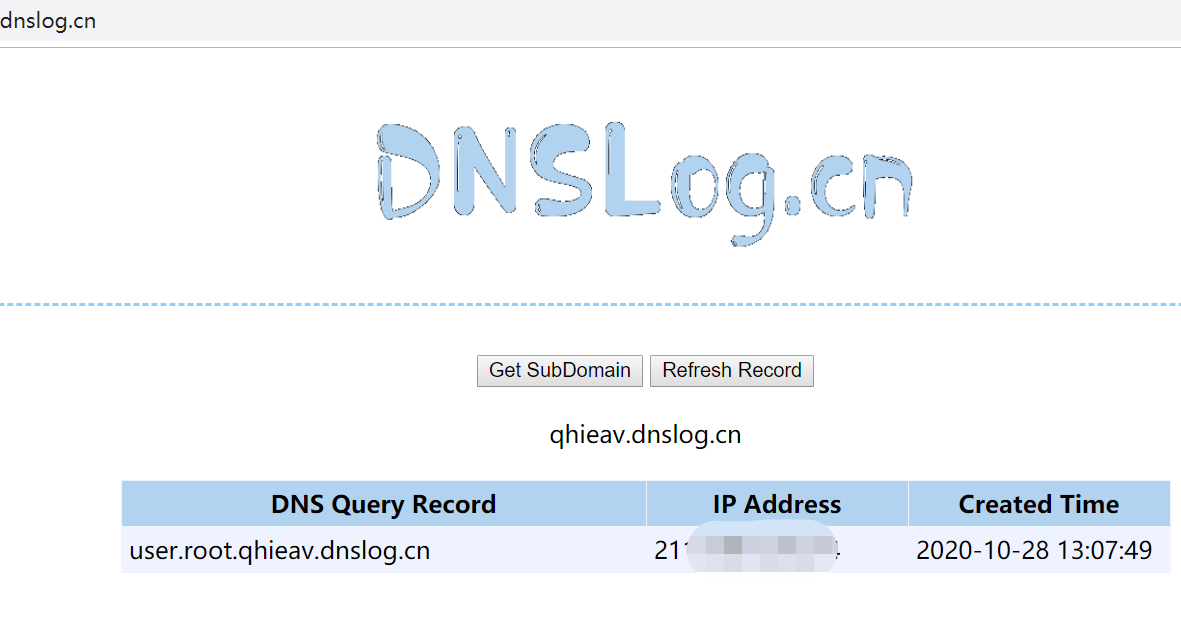 dnslog.cn
DNSLog.cn
Get SubDomain Refresh Record
qhieav.dnslog.cn
DNS Query Record IP Address Created Time
user.root.qhieav.dnslog.cn 2020-10-28 13:07:49